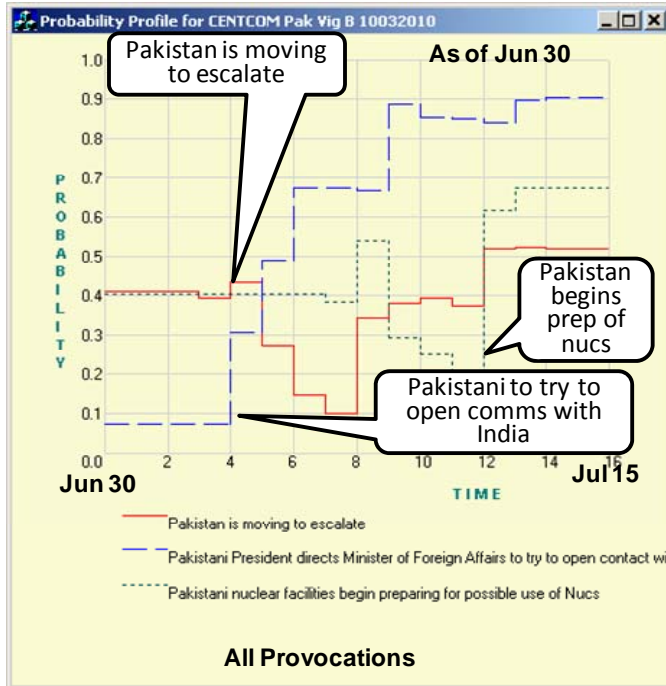 Probability Profile for CENTCOM Pak Vig B 10032010
Pakistan is moving
to escalate
As of Jun 30
1.0
0.9
0.8
0.7
0.6
0.5
0.4
0.3
0.2
0.1
0.0
PROBABILITY
Pakistan
begins
prep of
nucs
Pakistani to try to
open comms with
India
2
4
6
8
10
12
14
16
Jun 30
Jul 15
TIME
Pakistan is moving to escalate
Pakistani President directs Minister of Foreign Affairs to try to open contact wi
Pakistani nuclear facilities begin preparing for possible use of Nucs
All Provocations